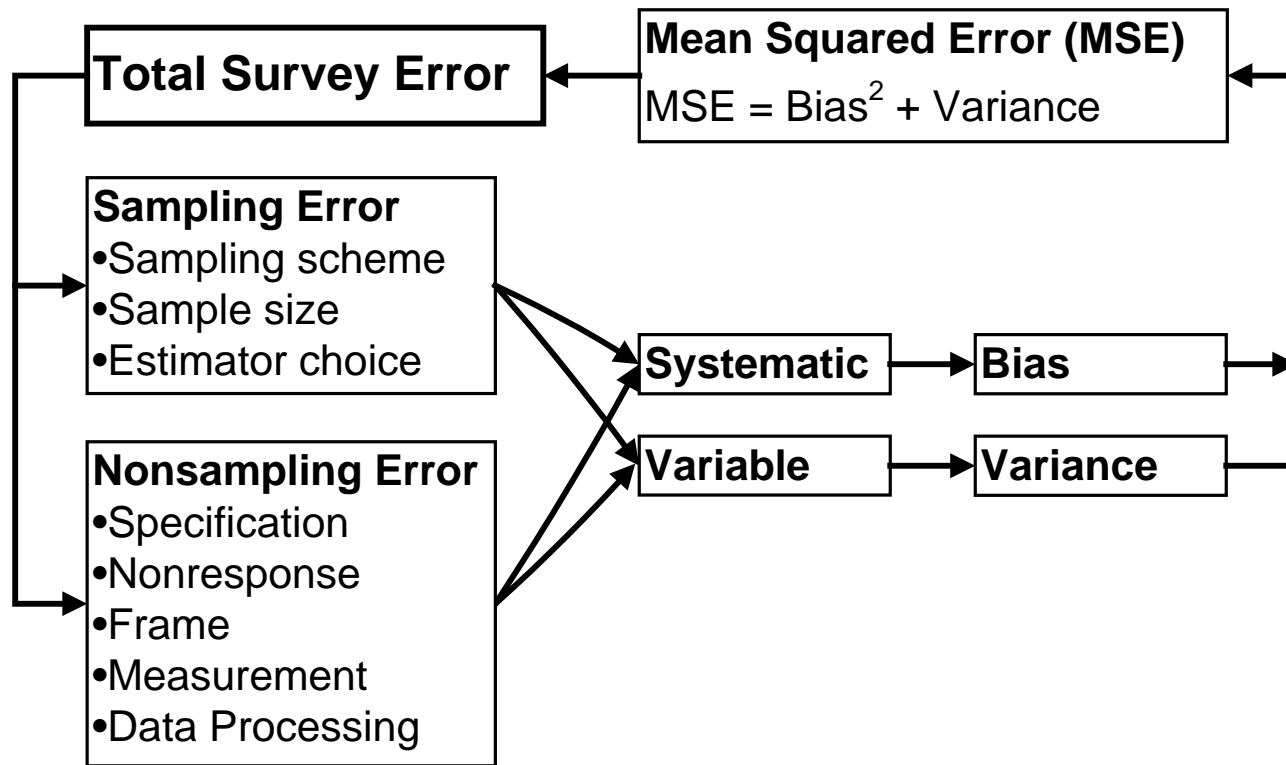 Total Survey Error
Mean Squared Error (MSE)
MSE = Bias² + Variance
Sampling Error
•Sampling scheme
•Sample size
•Estimator choice
Nonsampling Error
•Specification
•Nonresponse
•Frame
•Measurement
•Data Processing
Systematic
Bias
Variable
Variance